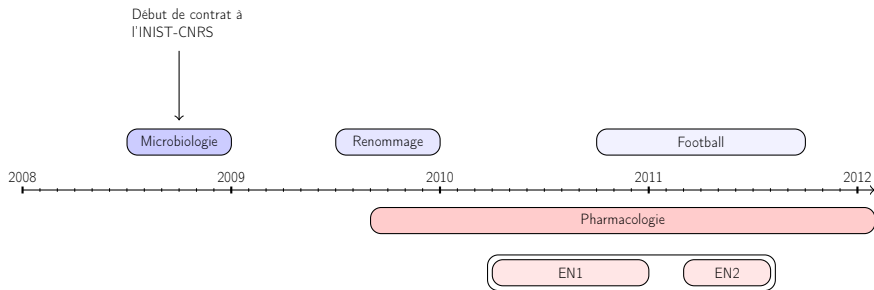 Début de contrat à
l'INIST-CNRS
Microbiologie
Renommage
Football
2008
2009
2010
2011
2012
Pharmacologie
EN1
EN2